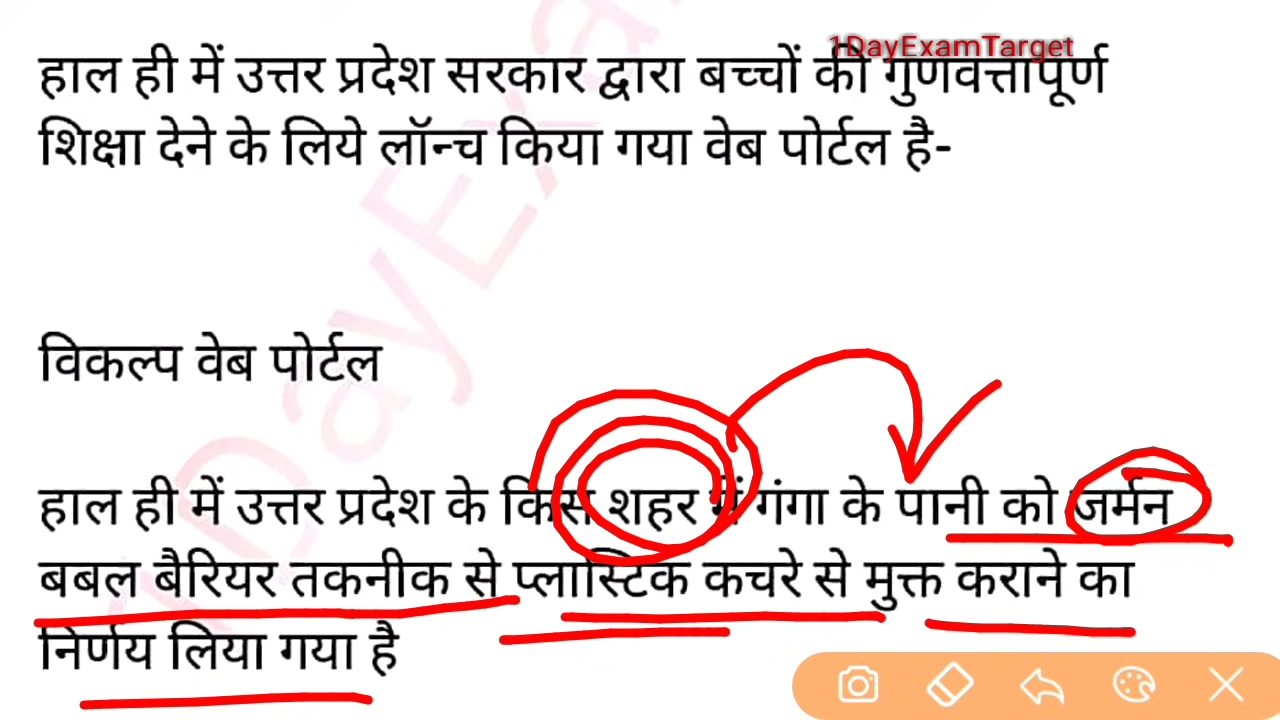 1DayExamTarget
हाल ही में उत्तर प्रदेश सरकार द्वारा बच्चों की गुणवत्तापूर्ण
शिक्षा देने के लिये लॉन्च किया गया वेब पोर्टल है-
विकल्प वेब पोर्टल
हाल ही में उत्तर प्रदेश के किस शहर में गंगा के पानी को जर्मन
बबल बैरियर तकनीक से प्लास्टिक कचरे से मुक्त कराने का
निर्णय लिया गया है